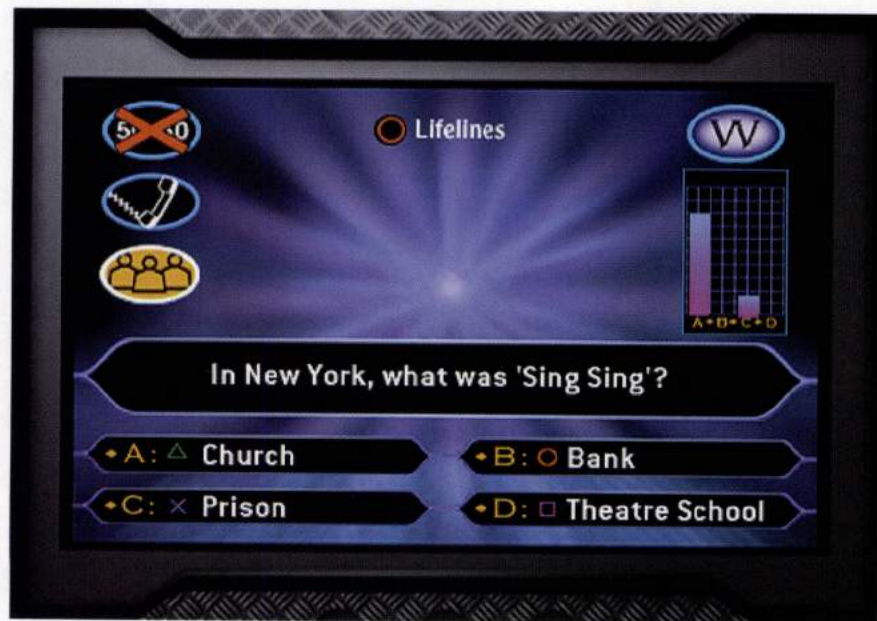 Lifelines
In New York, what was 'Sing Sing'?
A: Church
B: Bank
C: Prison
D: Theatre School
A B C D